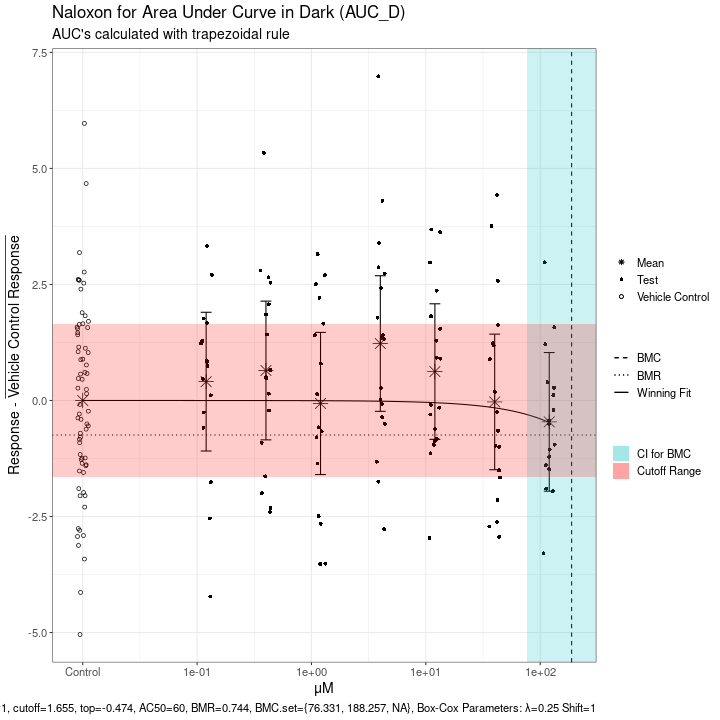 Naloxon for Area Under Curve in Dark (AUC_D)
AUC's calculated with trapezoidal rule
Response - Vehicle Control Response
7.5
5.0
2.5
0.0
-2.5
-5.0
Control
1e-01
1e+00
1e+01
1e+02
μM
Mean
Test
Vehicle Control
BMC
BMR
Winning Fit
CI for BMC
Cutoff Range
1, cutoff=1.655, top=-0.474, AC50=60, BMR=0.744, BMC.set={76.331, 188.257, NA}, Box-Cox Parameters: λ=0.25 Shift=1